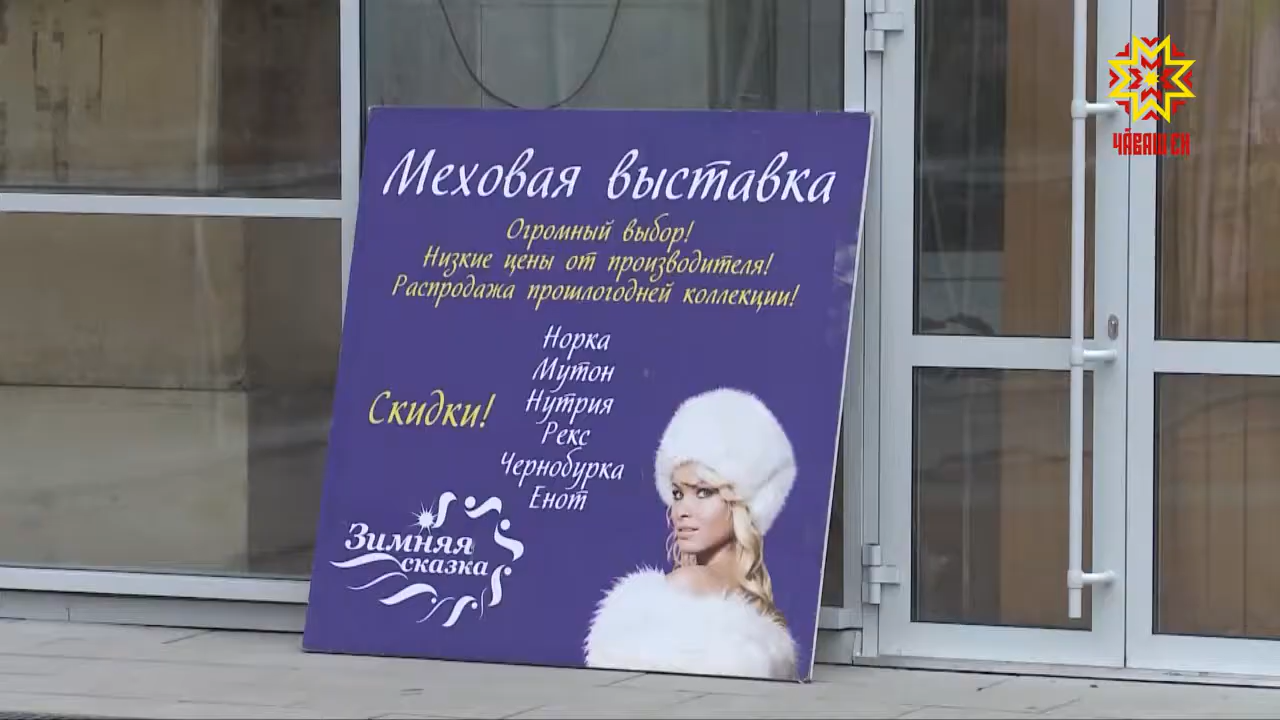 ЧӐВАШ ЕН
Меховая выставка
Огромный выбор!
Низкие цены от производителя!
Распродажа прошлогодней коллекции!
Норка
Мутон
Нутрия
Рекс
Чернобурка
Енот
Скидки!
Зимняя
сказка